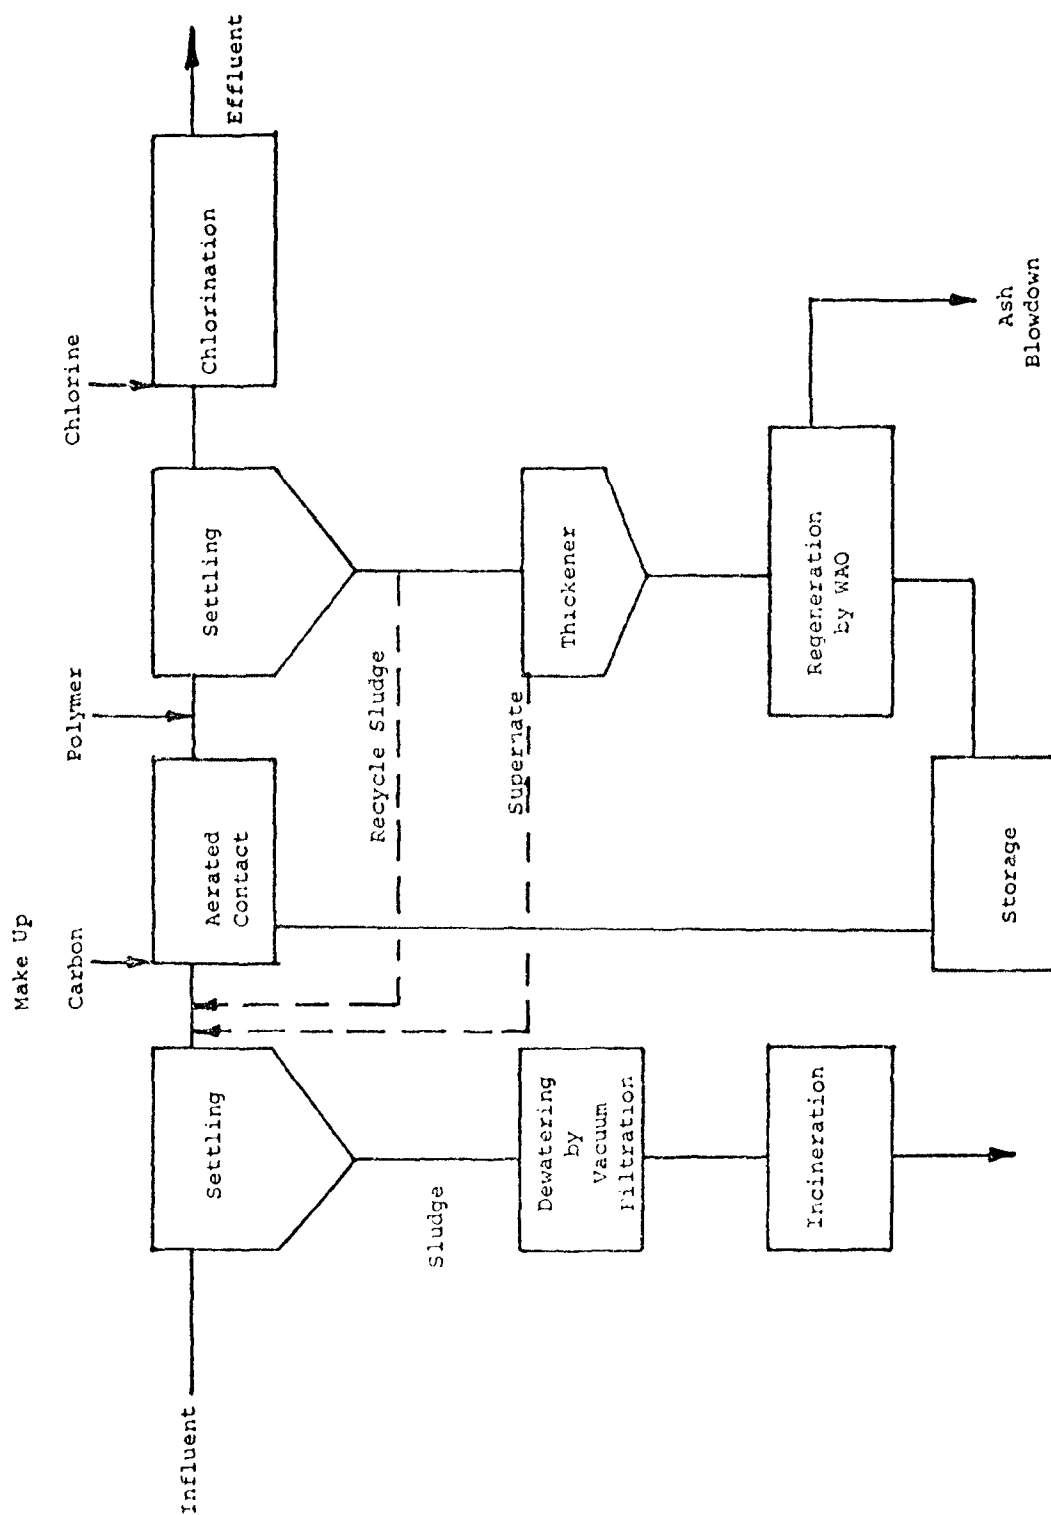 Make Up
Carbon
Polymer
Chlorine
Influent
Settling
Aerated
Contact
Settling
Chlorination
Effluent
Recycle Sludge
Sludge
Supernate
Dewatering
by
Vacuum
Filtration
Thickener
Incineration
Regeneration
by WAO
Storage
Ash
Blowdown